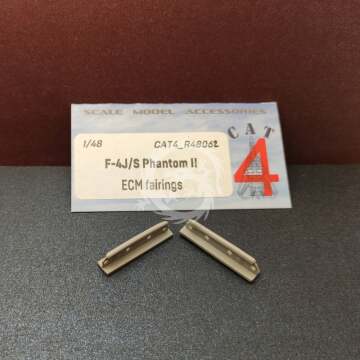 SCALE MODEL ACCESSORIES
1/48 CAT4_R48062
F-4J/S Phantom II
ECM fairings
CAT
4